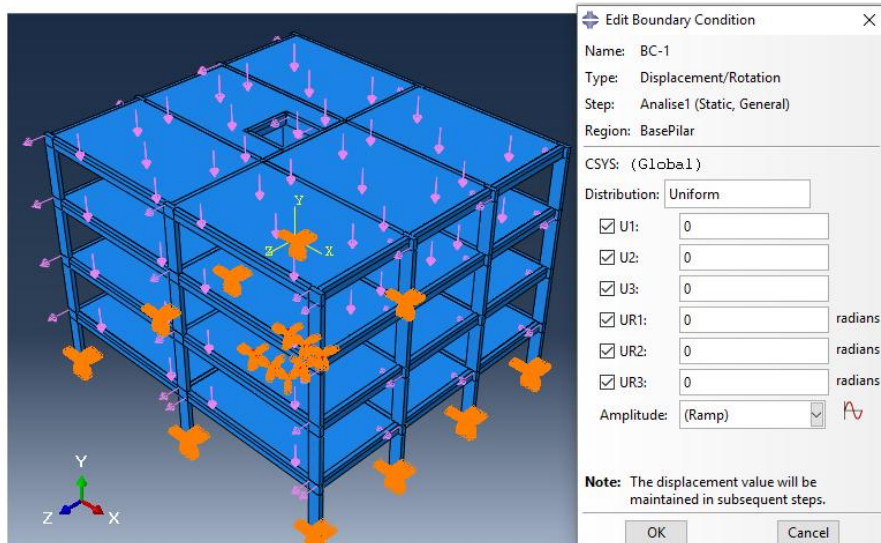 Edit Boundary Condition
Name: BC-1
Type: Displacement/Rotation
Step: Analise1 (Static, General)
Region: BasePilar
CSYS: (Global)
Distribution: Uniform
U1: 0
U2: 0
U3: 0
UR1: 0 radians
UR2: 0 radians
UR3: 0 radians
Amplitude: (Ramp)
Note: The displacement value will be
maintained in subsequent steps.
OK Cancel
Y
Z X
Y
Z X